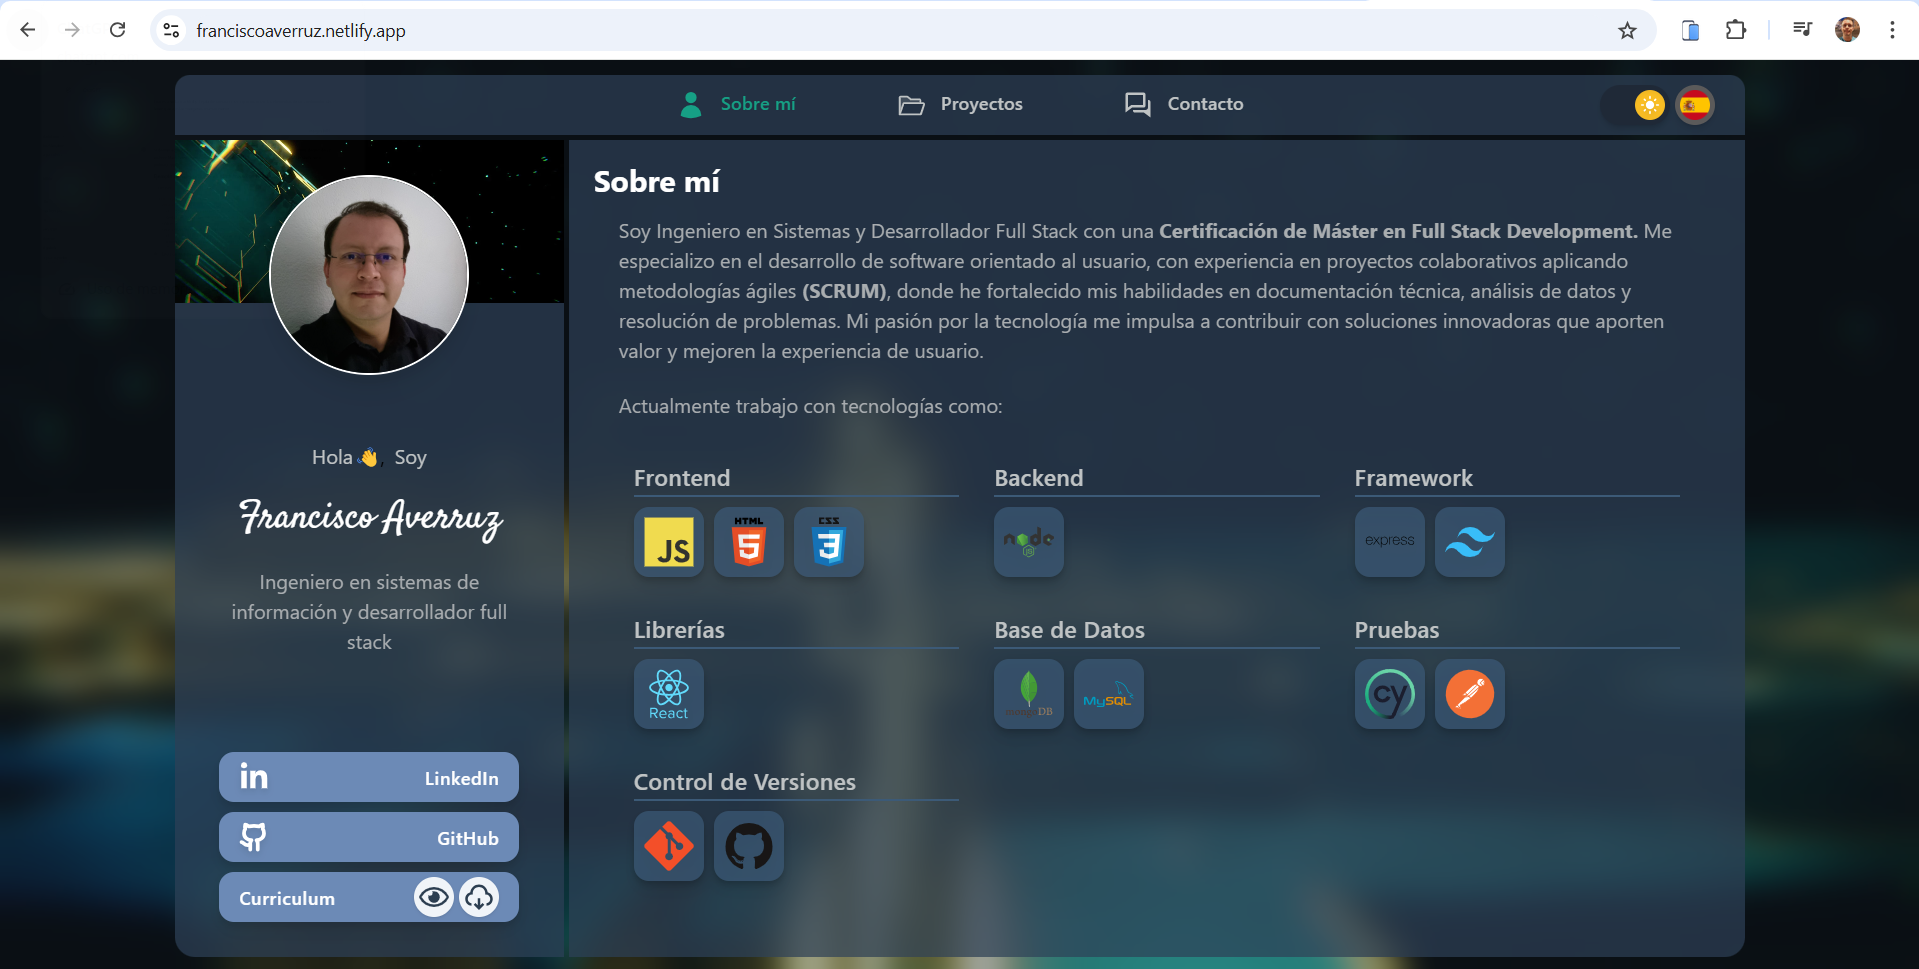 franciscoaverruz.netlify.app
Sobre mí
Proyectos
Contacto
Hola 👋, Soy
Francisco Averruz
Ingeniero en sistemas de
información y desarrollador full
stack
LinkedIn
GitHub
Curriculum
Sobre mí
Soy Ingeniero en Sistemas y Desarrollador Full Stack con una Certificación de Máster en Full Stack Development. Me
especializo en el desarrollo de software orientado al usuario, con experiencia en proyectos colaborativos aplicando
metodologías ágiles (SCRUM), donde he fortalecido mis habilidades en documentación técnica, análisis de datos y
resolución de problemas. Mi pasión por la tecnología me impulsa a contribuir con soluciones innovadoras que aporten
valor y mejoren la experiencia de usuario.
Actualmente trabajo con tecnologías como:
Frontend
JS
HTML
5
CSS
3
Backend
node
JS
Framework
express
Librerías
React
Base de Datos
DB
MySQL
Pruebas
cy
Control de Versiones